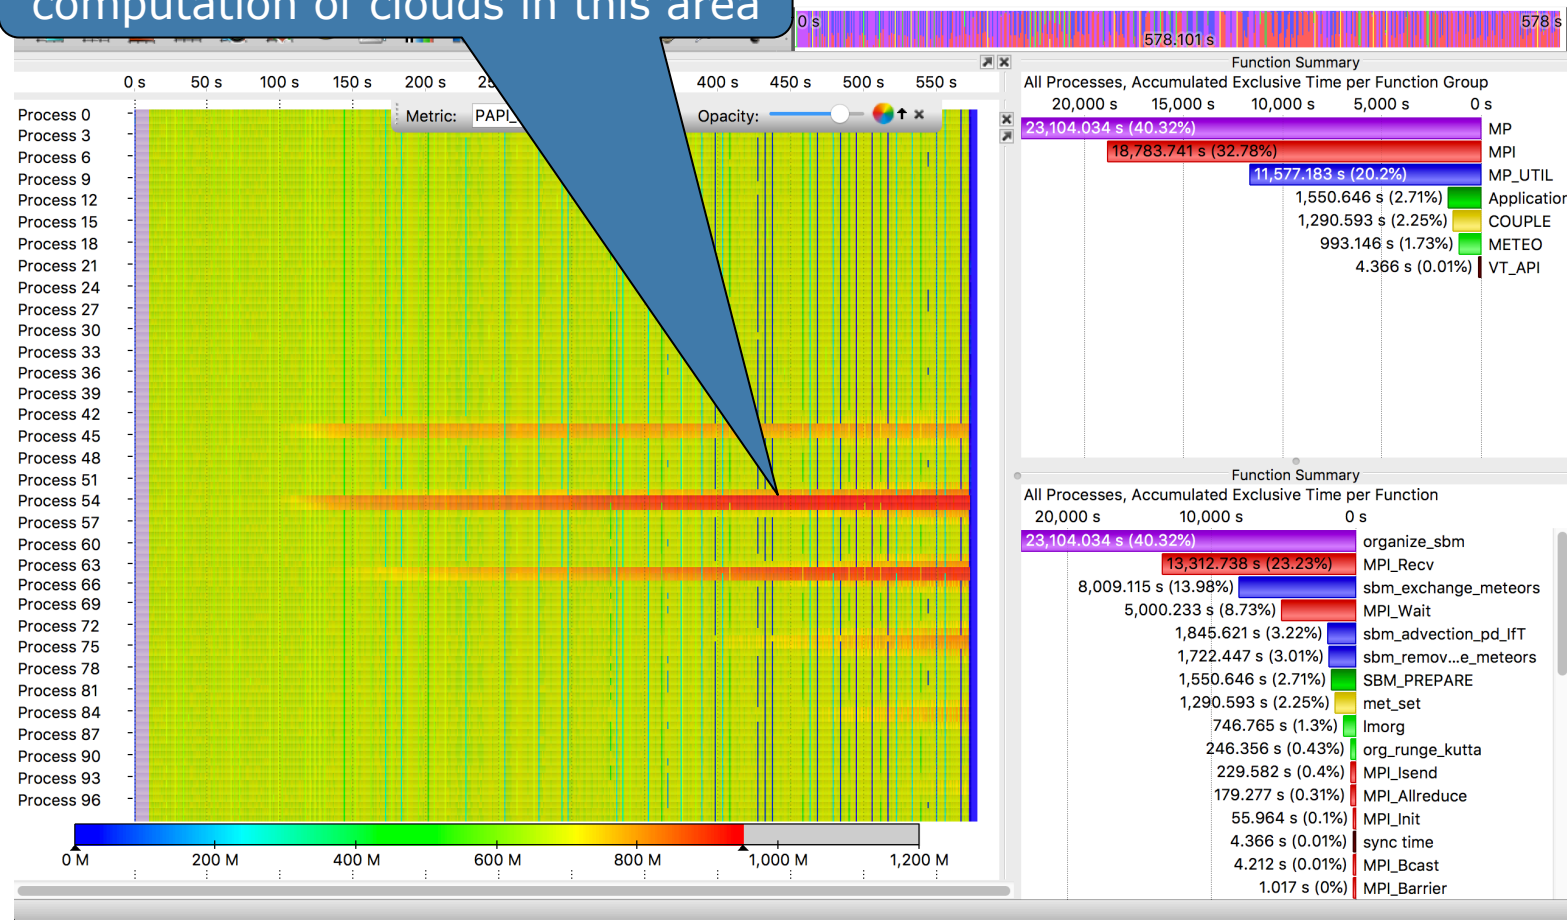 computation of clouds in this area
0 s
578 s
578.101 s
Function Summary
0 s
50 s
100 s
150 s
200 s
400 s
450 s
500 s
550 s
Metric:
PAPI_
Opacity:
Process 0
Process 3
Process 6
Process 9
Process 12
Process 15
Process 18
Process 21
Process 24
Process 27
Process 30
Process 33
Process 36
Process 39
Process 42
Process 45
Process 48
Process 51
Process 54
Process 57
Process 60
Process 63
Process 66
Process 69
Process 72
Process 75
Process 78
Process 81
Process 84
Process 87
Process 90
Process 93
Process 96
0 M
200 M
400 M
600 M
800 M
1,000 M
1,200 M
All Processes, Accumulated Exclusive Time per Function Group
20,000 s 15,000 s 10,000 s 5,000 s 0 s
23,104.034 s (40.32%) MP
18,783.741 s (32.78%) MPI
11,577.183 s (20.2%) MP_UTIL
1,550.646 s (2.71%) Application
1,290.593 s (2.25%) COUPLE
993.146 s (1.73%) METEO
4.366 s (0.01%) VT_API
Function Summary
All Processes, Accumulated Exclusive Time per Function
20,000 s 10,000 s 0 s
23,104.034 s (40.32%) organize_sbm
13,312.738 s (23.23%) MPI_Recv
8,009.115 s (13.98%) sbm_exchange_meteors
5,000.233 s (8.73%) MPI_Wait
1,845.621 s (3.22%) sbm_advection_pd_lfT
1,722.447 s (3.01%) sbm_remov...e_meteors
1,550.646 s (2.71%) SBM_PREPARE
1,290.593 s (2.25%) met_set
746.765 s (1.3%) lmorg
246.356 s (0.43%) org_runge_kutta
229.582 s (0.4%) MPI_Isend
179.277 s (0.31%) MPI_Allreduce
55.964 s (0.1%) MPI_Init
4.366 s (0.01%) sync time
4.212 s (0.01%) MPI_Bcast
1.017 s (0%) MPI_Barrier